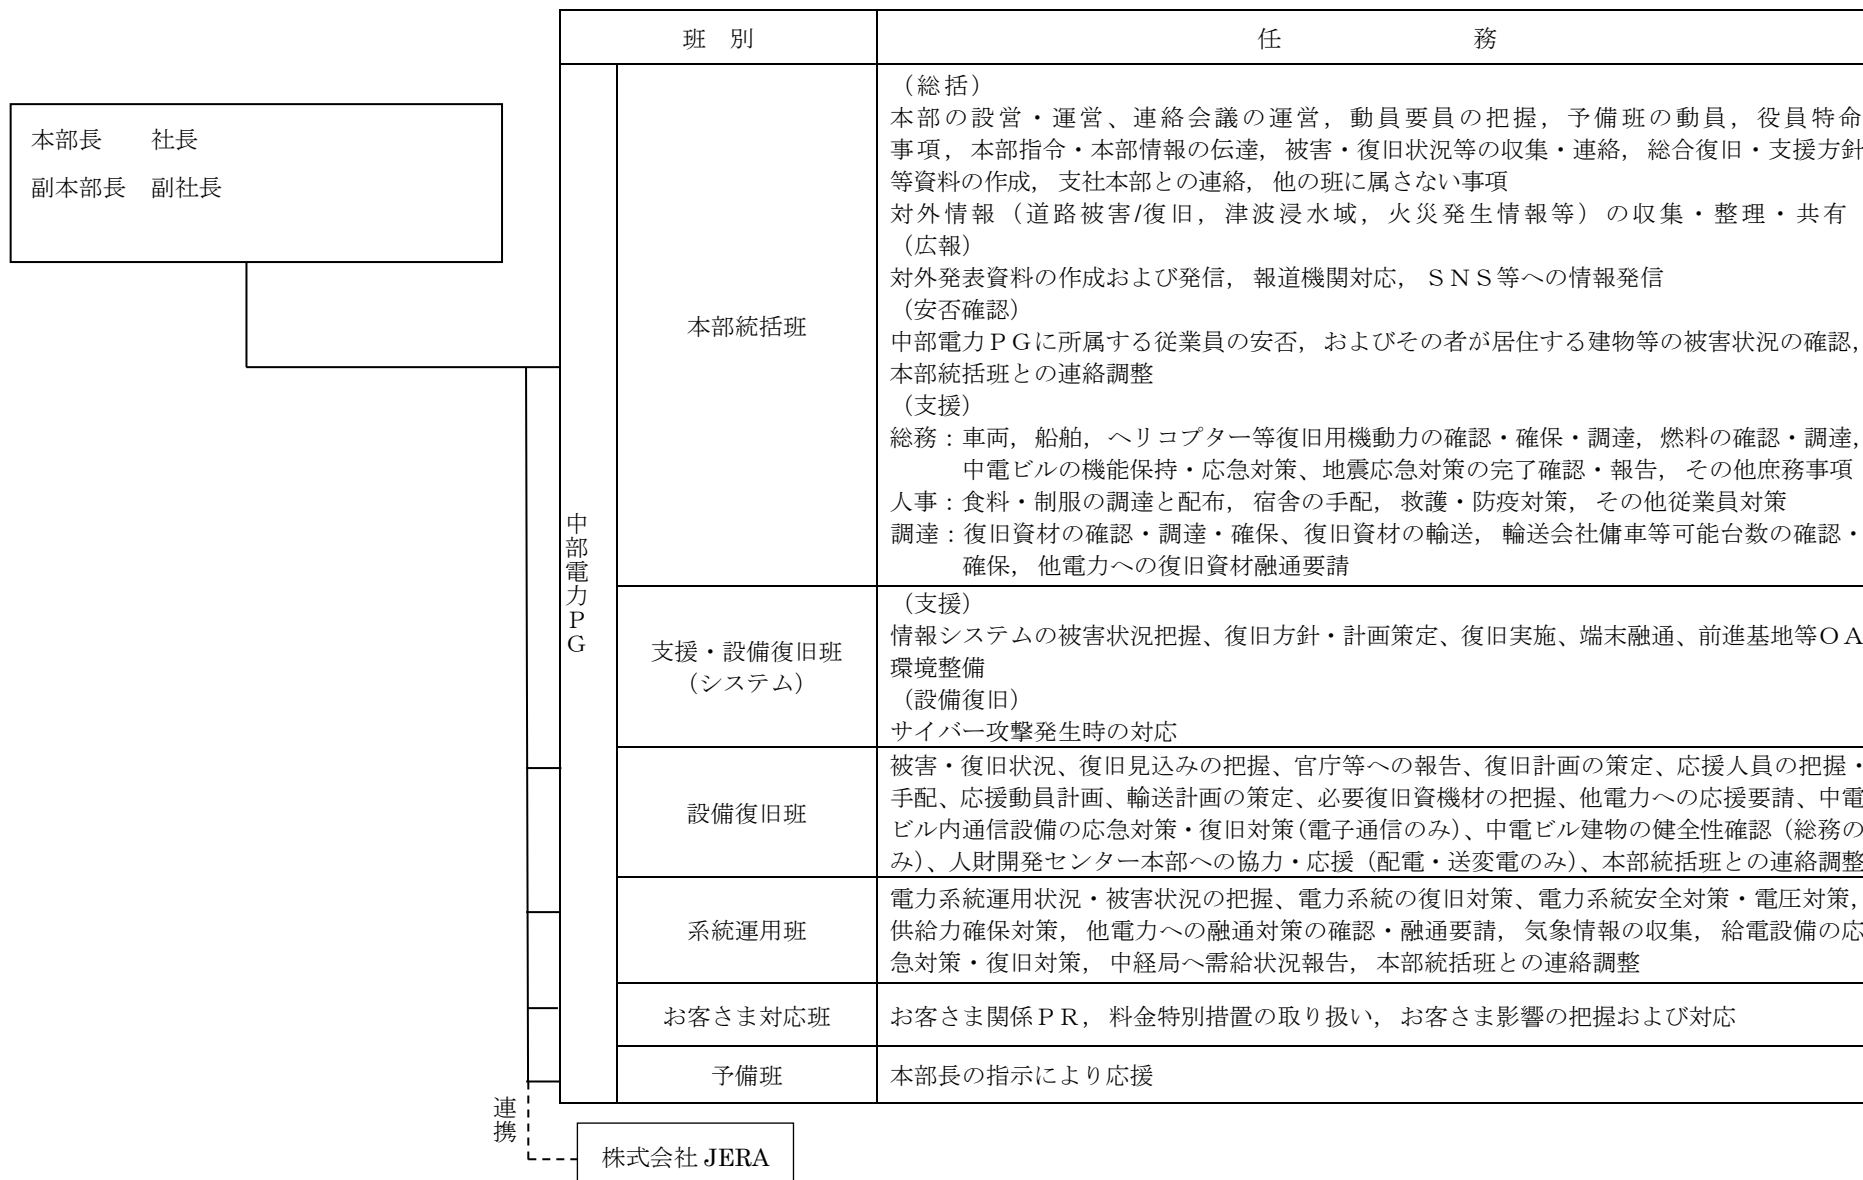 班 別
任 務
本部長 社長
副本部長 副社長
中部電力PG
本部統括班
(総括)
本部の設営・運営、連絡会議の運営,動員要員の把握,予備班の動員,役員特命
事項,本部指令・本部情報の伝達,被害・復旧状況等の収集・連絡,総合復旧・支援方針
等資料の作成,支社本部との連絡,他の班に属さない事項
対外情報(道路被害/復旧,津波浸水域,火災発生情報等)の収集・整理・共有
(広報)
対外発表資料の作成および発信,報道機関対応,SNS等への情報発信
(安否確認)
中部電力PGに所属する従業員の安否,およびその者が居住する建物等の被害状況の確認,
本部統括班との連絡調整
(支援)
総務:車両,船舶,ヘリコプター等復旧用機動力の確認・確保・調達,燃料の確認・調達,
中電ビルの機能保持・応急対策、地震応急対策の完了確認・報告,その他庶務事項
人事:食料・制服の調達と配布,宿舎の手配,救護・防疫対策,その他従業員対策
調達:復旧資材の確認・調達・確保、復旧資材の輸送,輸送会社傭車等可能台数の確認・
確保,他電力への復旧資材融通要請
支援・設備復旧班
(システム)
(支援)
情報システムの被害状況把握、復旧方針・計画策定、復旧実施、端末融通、前進基地等OA
環境整備
(設備復旧)
サイバー攻撃発生時の対応
設備復旧班
被害・復旧状況、復旧見込みの把握、官庁等への報告、復旧計画の策定、応援人員の把握・
手配、応援動員計画、輸送計画の策定、必要復旧資機材の把握、他電力への応援要請、中電
ビル内通信設備の応急対策・復旧対策(電子通信のみ)、中電ビル建物の健全性確認(総務の
み)、人財開発センター本部への協力・応援(配電・送変電のみ)、本部統括班との連絡調整
系統運用班
電力系統運用状況・被害状況の把握、電力系統の復旧対策、電力系統安全対策・電圧対策,
供給力確保対策,他電力への融通対策の確認・融通要請,気象情報の収集,給電設備の応
急対策・復旧対策,中経局へ需給状況報告,本部統括班との連絡調整
お客さま対応班
お客さま関係PR,料金特別措置の取り扱い,お客さま影響の把握および対応
予備班
本部長の指示により応援
連携
株式会社 JERA